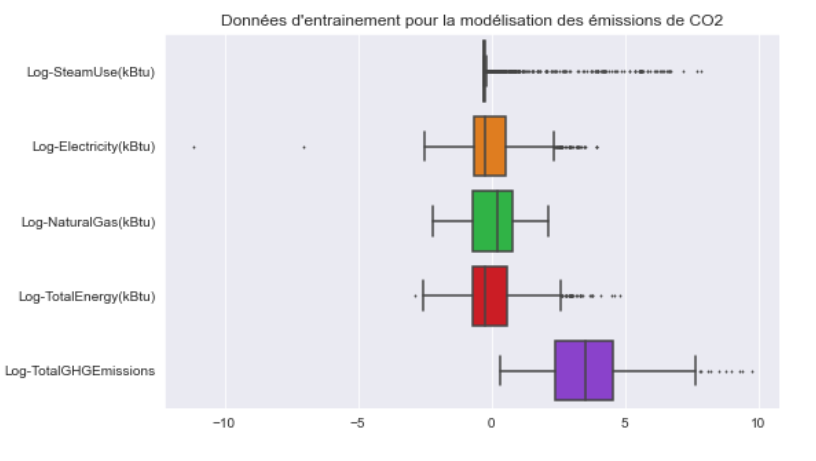 Données d'entrainement pour la modélisation des émissions de CO2
Log-SteamUse(kBtu)
Log-Electricity(kBtu)
Log-NaturalGas(kBtu)
Log-TotalEnergy(kBtu)
Log-TotalGHGEmissions
−10 −5 0 5 10